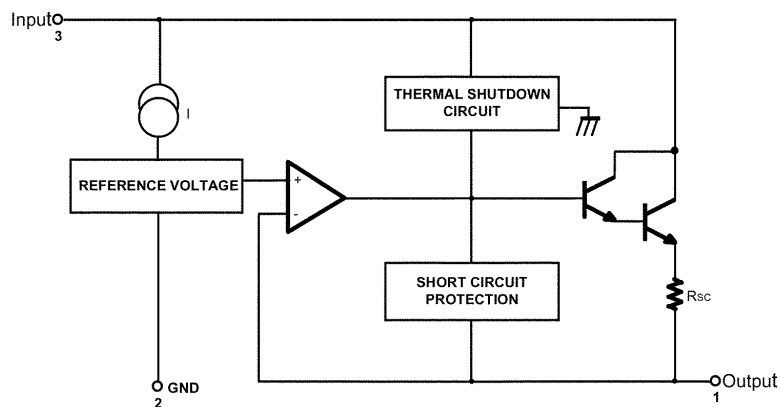 Input
3
THERMAL SHUTDOWN
CIRCUIT
I
REFERENCE VOLTAGE
+
-
SHORT CIRCUIT
PROTECTION
Rsc
GND
2
Output
1